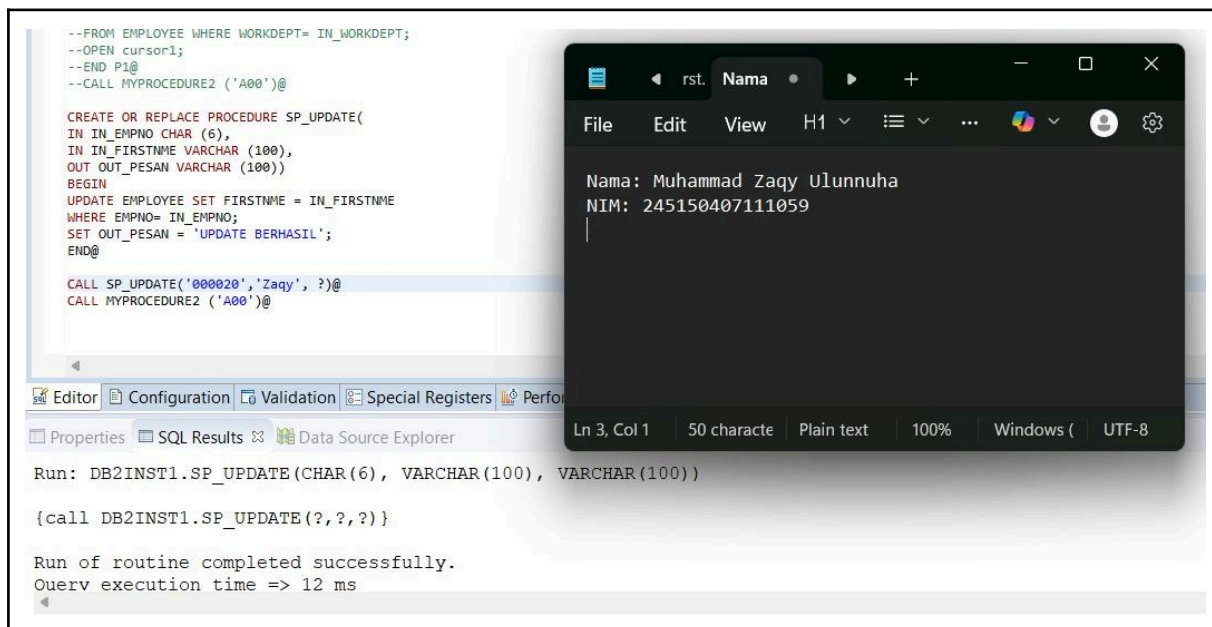 --FROM EMPLOYEE WHERE WORKDEPT= IN_WORKDEPT;
--OPEN cursor1;
--END P1@
--CALL MYPROCEDURE2 ('A00')@
CREATE OR REPLACE PROCEDURE SP_UPDATE(
IN IN_EMPNO CHAR (6),
IN IN_FIRSTNME VARCHAR (100),
OUT OUT_PESAN VARCHAR (100))
BEGIN
UPDATE EMPLOYEE SET FIRSTNME = IN_FIRSTNME
WHERE EMPNO= IN_EMPNO;
SET OUT_PESAN = 'UPDATE BERHASIL';
END@
CALL SP_UPDATE('000020','Zaqy', ?)@
CALL MYPROCEDURE2 ('A00')@
rst. Nama
File Edit View H1
Nama: Muhammad Zaqy Ulunnuha
NIM: 245150407111059
Ln 3, Col 1 50 characte Plain text 100% Windows ( UTF-8
Editor Configuration Validation Special Registers Perfo
Properties SQL Results Data Source Explorer
Run: DB2INST1.SP_UPDATE(CHAR(6), VARCHAR(100), VARCHAR(100))
{call DB2INST1.SP_UPDATE(?,?,?)}
Run of routine completed successfully.
Query execution time => 12 ms